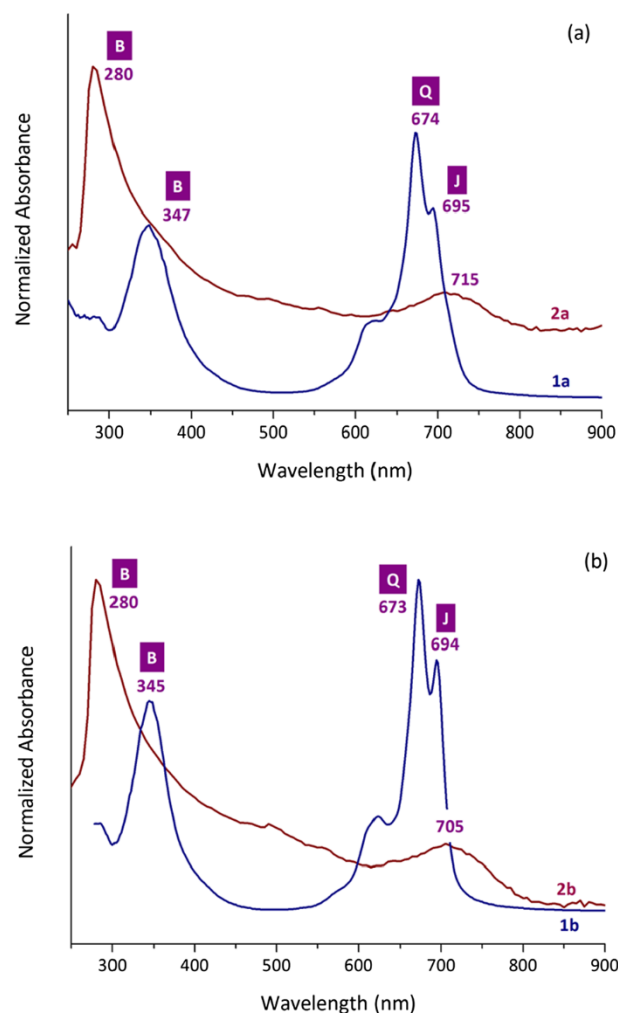 (a)
B
280
Q
674
B
347
J
695
715
2a
1a
Normalized Absorbance
300 400 500 600 700 800 900
Wavelength (nm)
(b)
B
280
Q
673
J
694
B
345
705
2b
1b
Normalized Absorbance
300 400 500 600 700 800 900
Wavelength (nm)